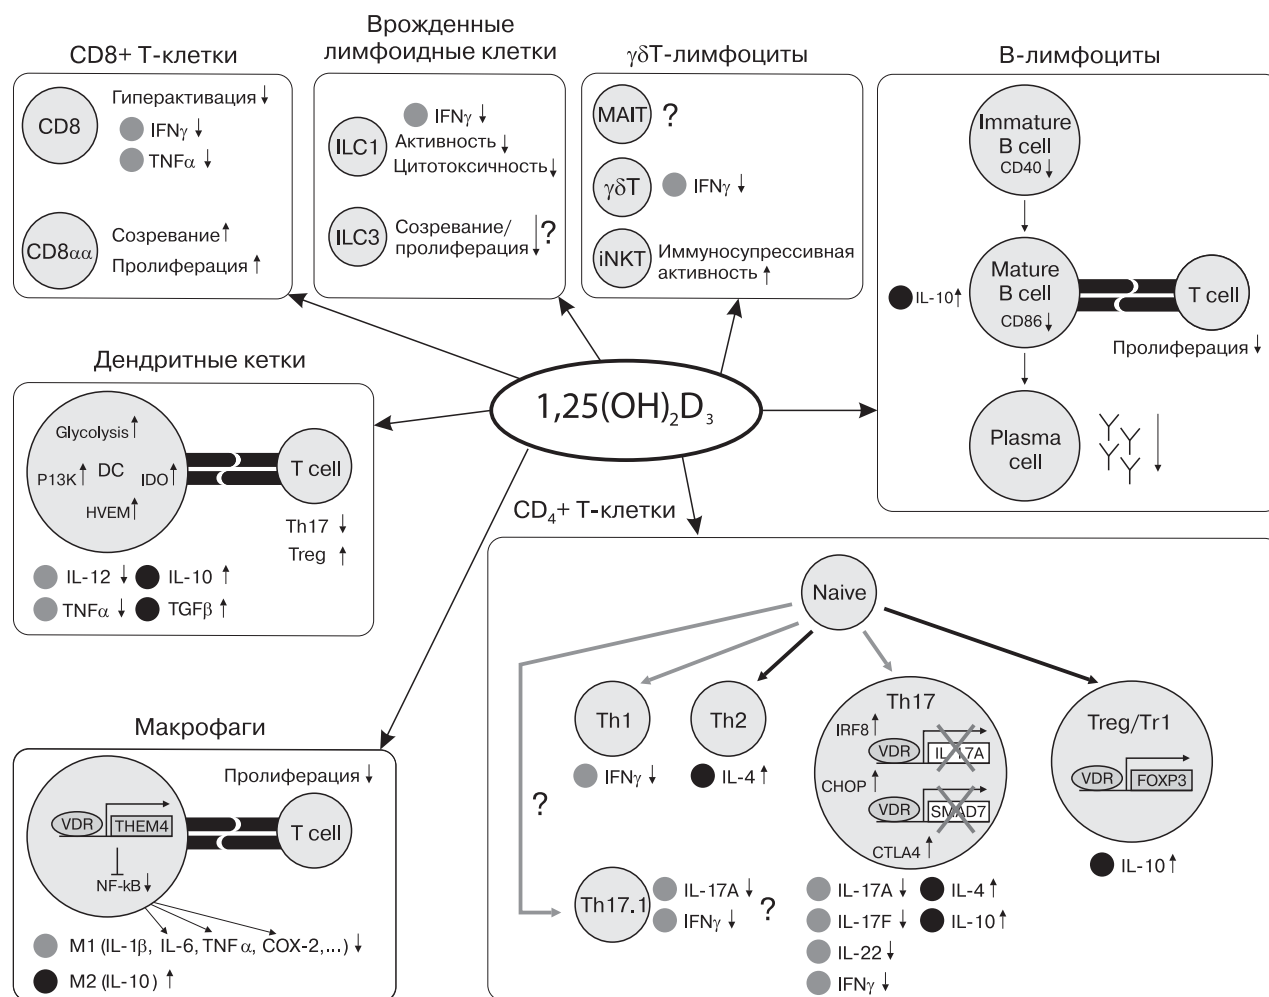 CD8+ Т-клетки
CD8
Гиперактивация ↓
IFNγ ↓
TNFα ↓
CD8αα
Созревание ↑
Пролиферация ↑
Врожденные
лимфоидные клетки
ILC1
IFNγ ↓
Активность ↓
Цитотоксичность ↓
ILC3
Созревание/
пролиферация ↓ ?
γδT-лимфоциты
MAIT
?
γδT
IFNγ ↓
iNKT
Иммуносупрессивная
активность ↑
В-лимфоциты
Immature
B cell
CD40 ↓
Mature
B cell
CD86 ↓
IL-10 ↑
T cell
Пролиферация ↓
Plasma
cell
1,25(OH)₂D₃
Дендритные кетки
Glycolysis ↑
P13K ↑
DC
IDO ↑
HVEM ↑
T cell
Th17 ↓
Treg ↑
IL-12 ↓
IL-10 ↑
TNFα ↓
TGFβ ↑
Макрофаги
Пролиферация ↓
VDR
THEM4
NF-kB ↓
T cell
M1 (IL-1β, IL-6, TNFα, COX-2,...) ↓
M2 (IL-10) ↑
CD₄+ Т-клетки
Naive
Th1
IFNγ ↓
Th2
IL-4 ↑
Th17
IRF8 ↑
VDR
IL-17A
CHOP ↑
VDR
SMAD7
CTLA4 ↑
IL-17A ↓
IL-4 ↑
IL-17F ↓
IL-10 ↑
IL-22 ↓
IFNγ ↓
Treg/Tr1
VDR
FOXP3
IL-10 ↑
?
Th17.1
IL-17A ↓
IFNγ ↓
?